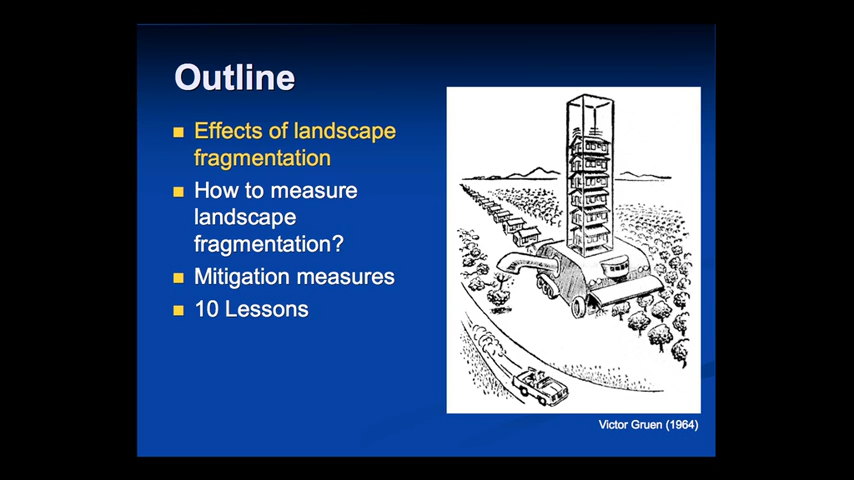 Outline
Effects of landscape
fragmentation
How to measure
landscape
fragmentation?
Mitigation measures
10 Lessons
Victor Gruen (1964)